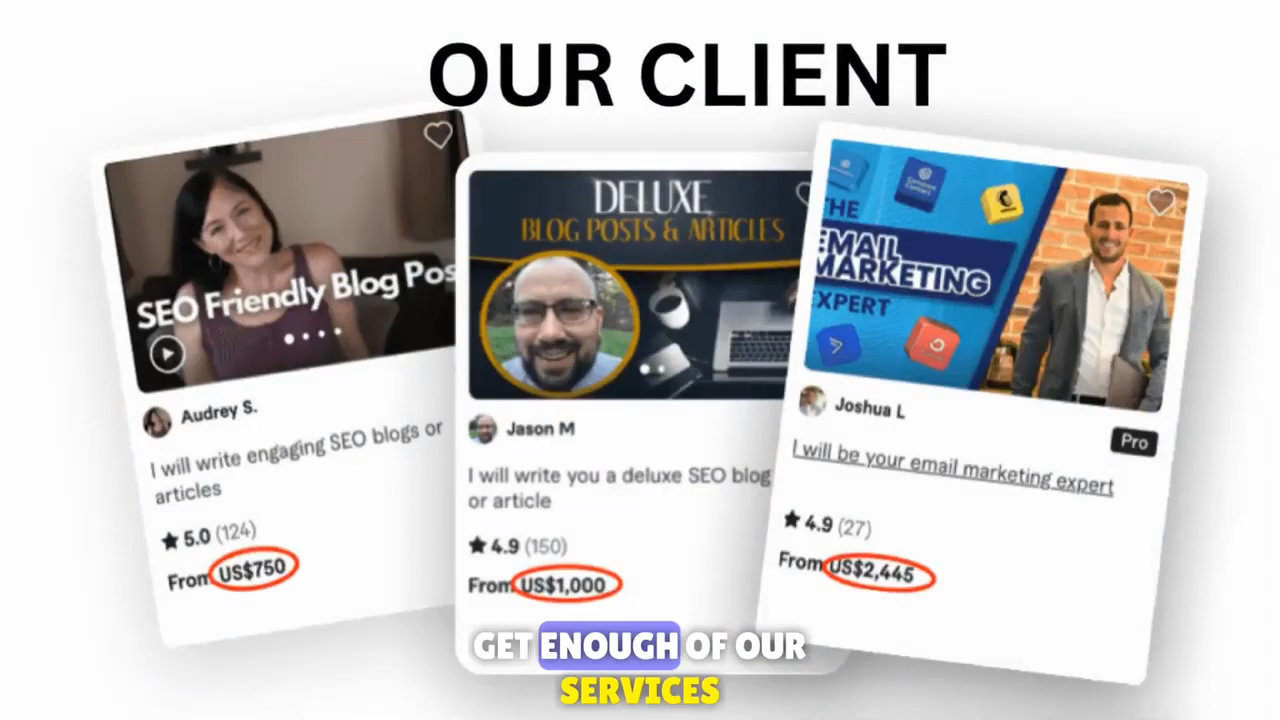 OUR CLIENT
SEO Friendly Blog Pos
Audrey S.
I will write engaging SEO blogs or
articles
5.0 (124)
From US$750
DELUXE
BLOG POSTS & ARTICLES
Jason M
I will write you a deluxe SEO blog
or article
4.9 (150)
From US$1,000
THE
EMAIL
MARKETING
EXPERT
Joshua L
Pro
I will be your email marketing expert
4.9 (27)
From US$2,445
GET ENOUGH OF OUR
SERVICES